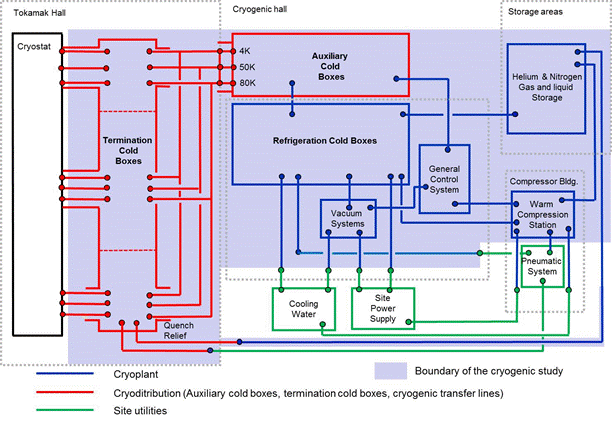 Tokamak Hall
Cryogenic hall
Storage areas
Cryostat
4K
50K
80K
Auxiliary
Cold
Boxes
Helium & Nitrogen
Gas and liquid
Storage
Termination
Cold
Boxes
Refrigeration Cold Boxes
General
Control
System
Compressor Bldg.
Warm
Compression
Station
Vacuum
Systems
Pneumatic
System
Cooling
Water
Site
Power
Supply
Quench
Relief
Cryoplant
Boundary of the cryogenic study
Cryoditribution (Auxiliary cold boxes, termination cold boxes, cryogenic transfer lines)
Site utilities